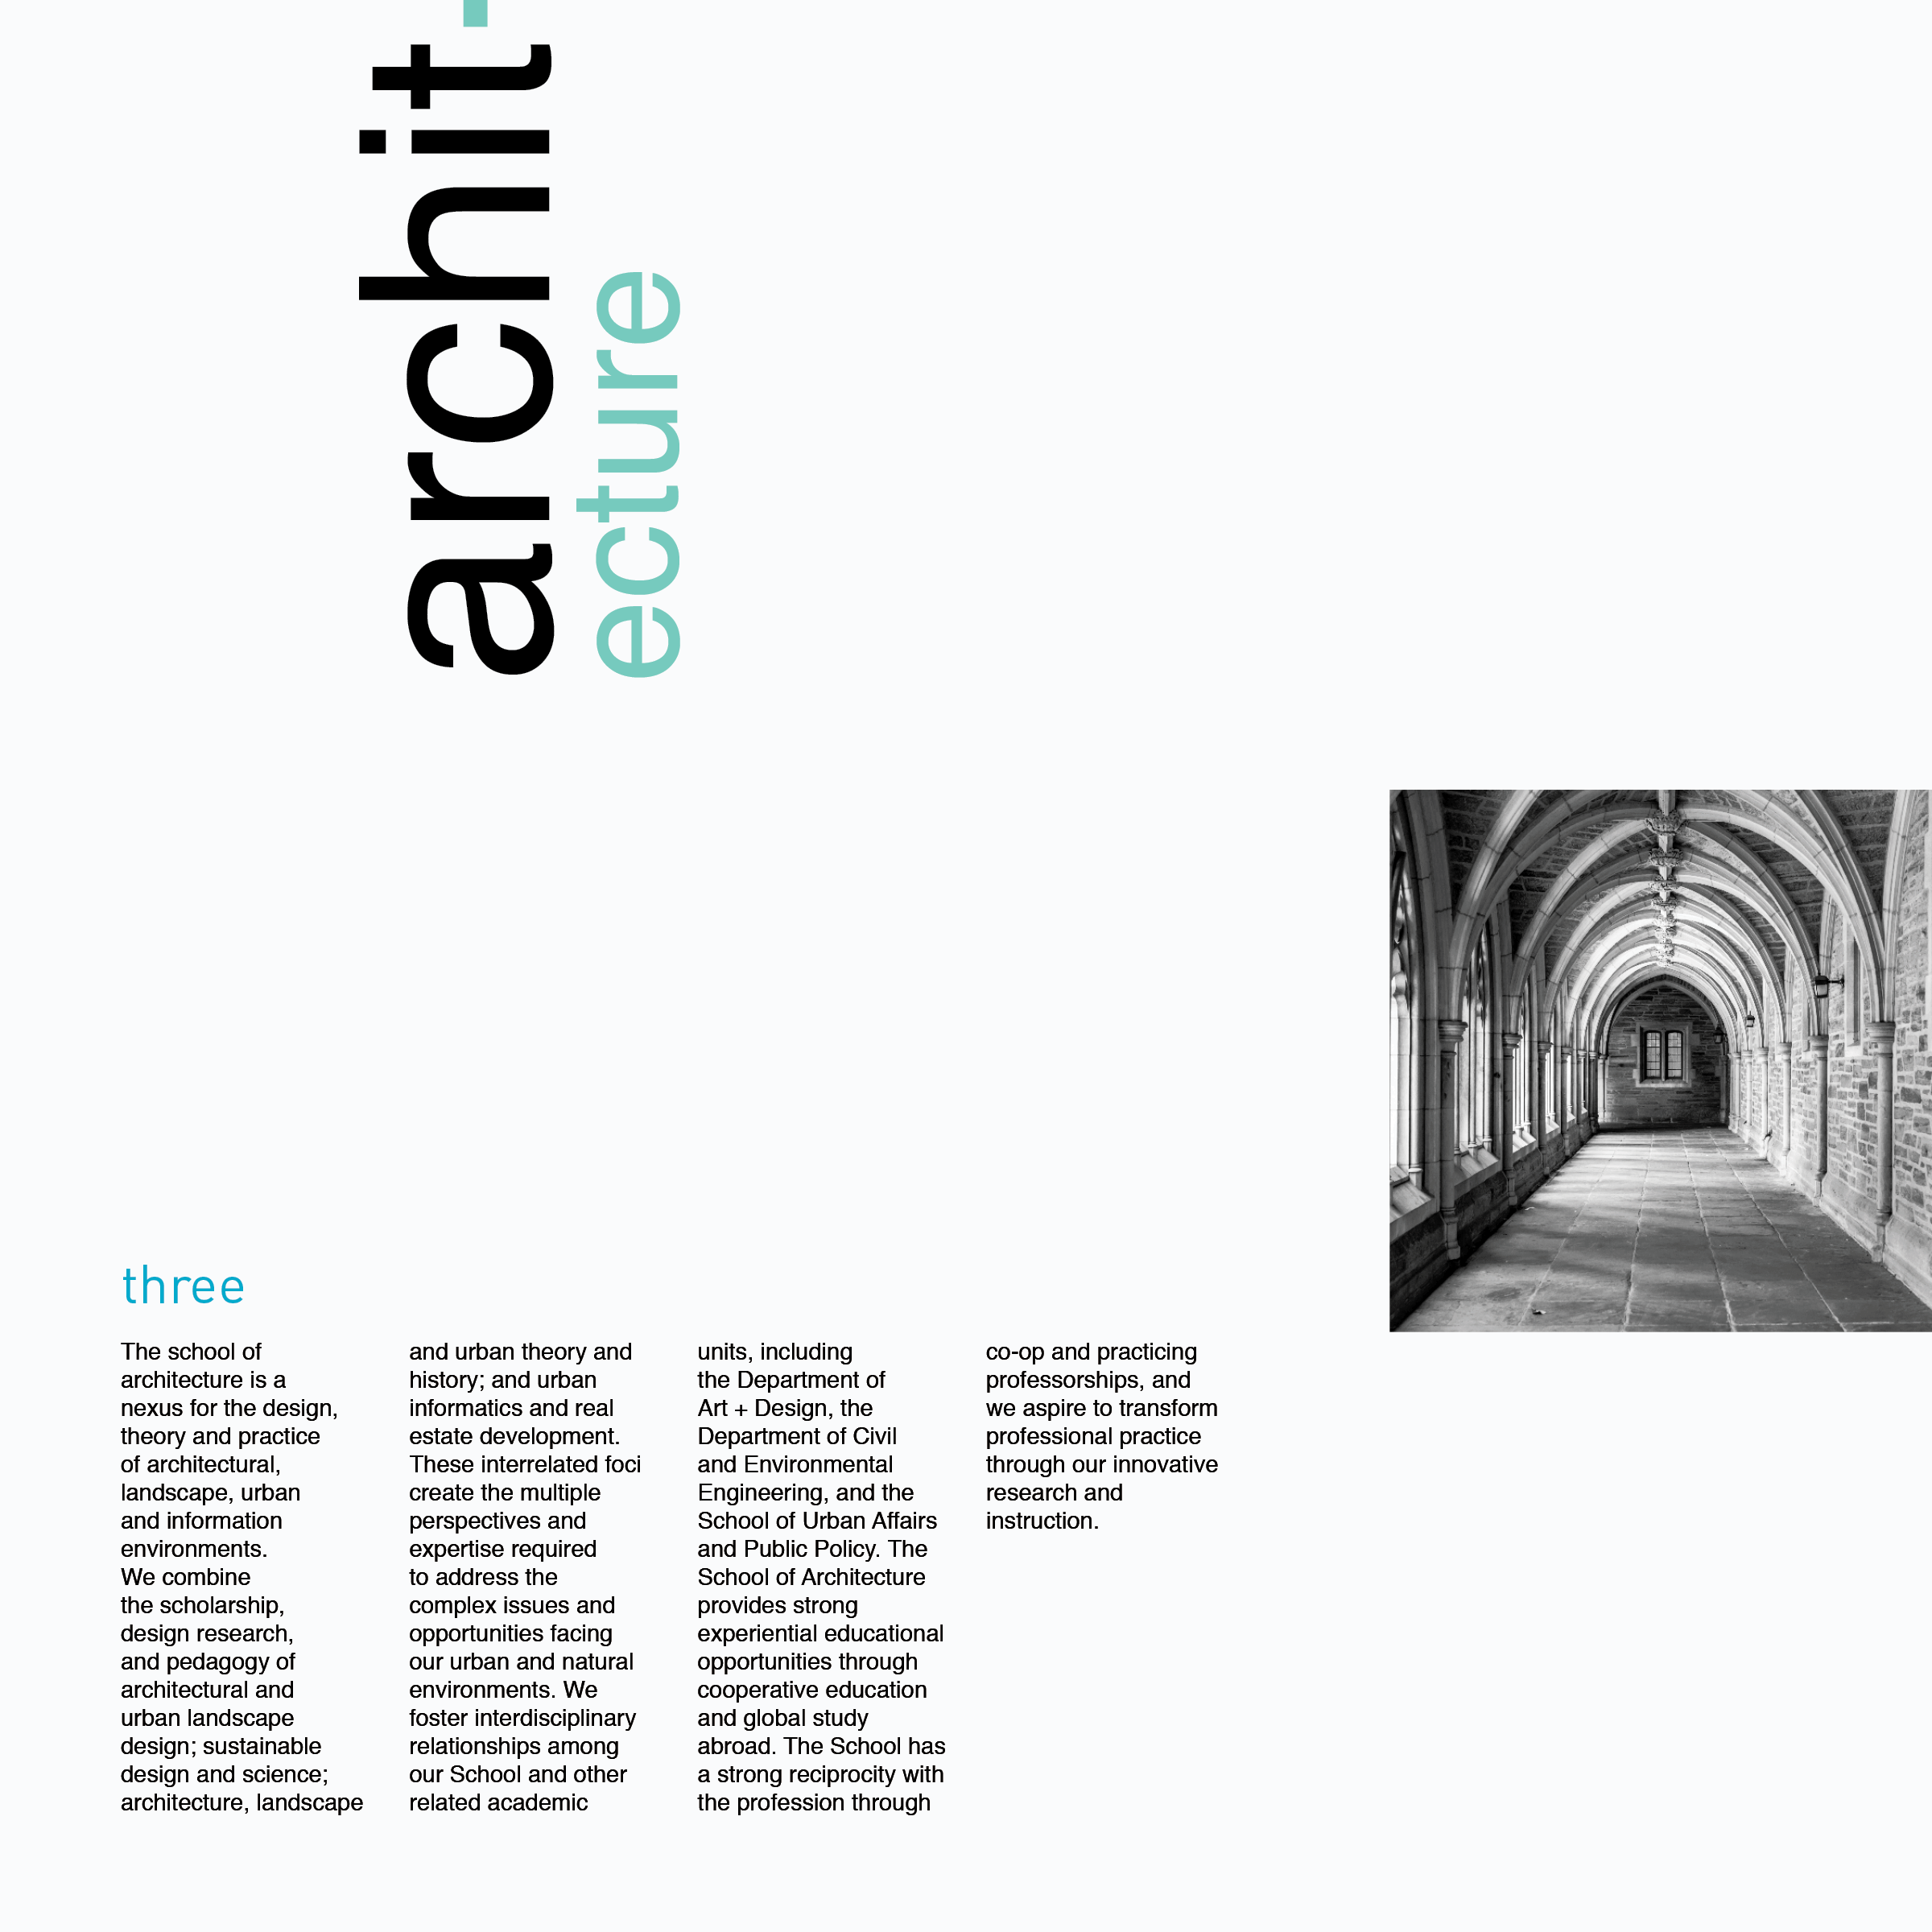 archit-
ecture
three
The school of
architecture is a
nexus for the design,
theory and practice
of architectural,
landscape, urban
and information
environments.
We combine
the scholarship,
design research,
and pedagogy of
architectural and
urban landscape
design; sustainable
design and science;
architecture, landscape
and urban theory and
history; and urban
informatics and real
estate development.
These interrelated foci
create the multiple
perspectives and
expertise required
to address the
complex issues and
opportunities facing
our urban and natural
environments. We
foster interdisciplinary
relationships among
our School and other
related academic
units, including
the Department of
Art + Design, the
Department of Civil
and Environmental
Engineering, and the
School of Urban Affairs
and Public Policy. The
School of Architecture
provides strong
experiential educational
opportunities through
cooperative education
and global study
abroad. The School has
a strong reciprocity with
the profession through
co-op and practicing
professorships, and
we aspire to transform
professional practice
through our innovative
research and
instruction.